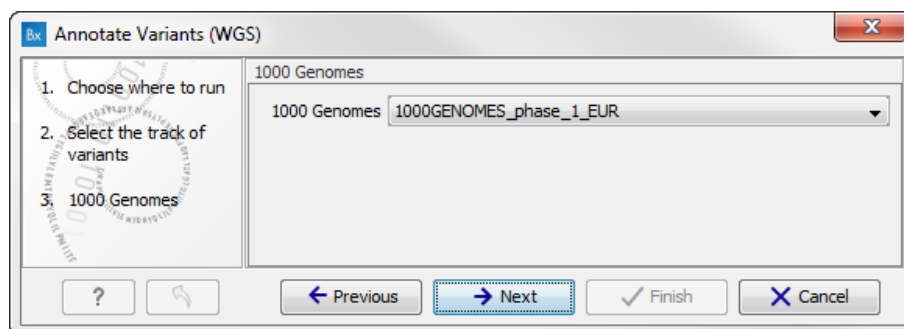 Bx Annotate Variants (WGS)
1. Choose where to run
2. Select the track of
variants
3. 1000 Genomes
1000 Genomes
1000 Genomes 1000GENOMES_phase_1_EUR
? Previous Next Finish Cancel